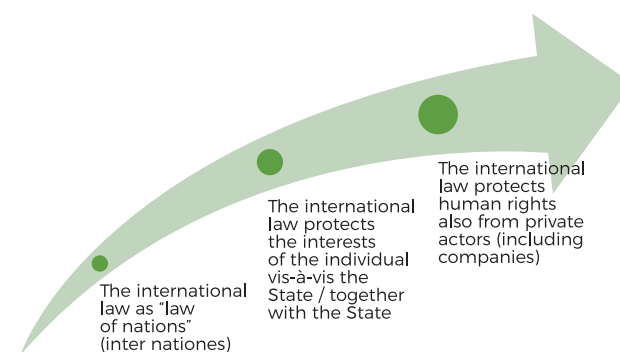 The international
law as “law
of nations”
(inter nationes)
The international
law protects
the interests
of the individual
vis-à-vis the
State / together
with the State
The international
law protects
human rights
also from private
actors (including
companies)